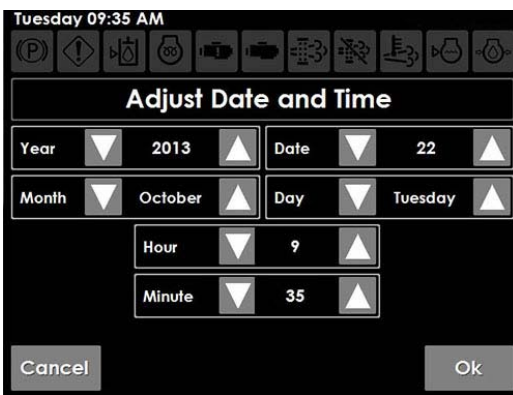 Tuesday 09:35 AM
Adjust Date and Time
Year 2013 Date 22
Month October Day Tuesday
Hour 9
Minute 35
Cancel Ok